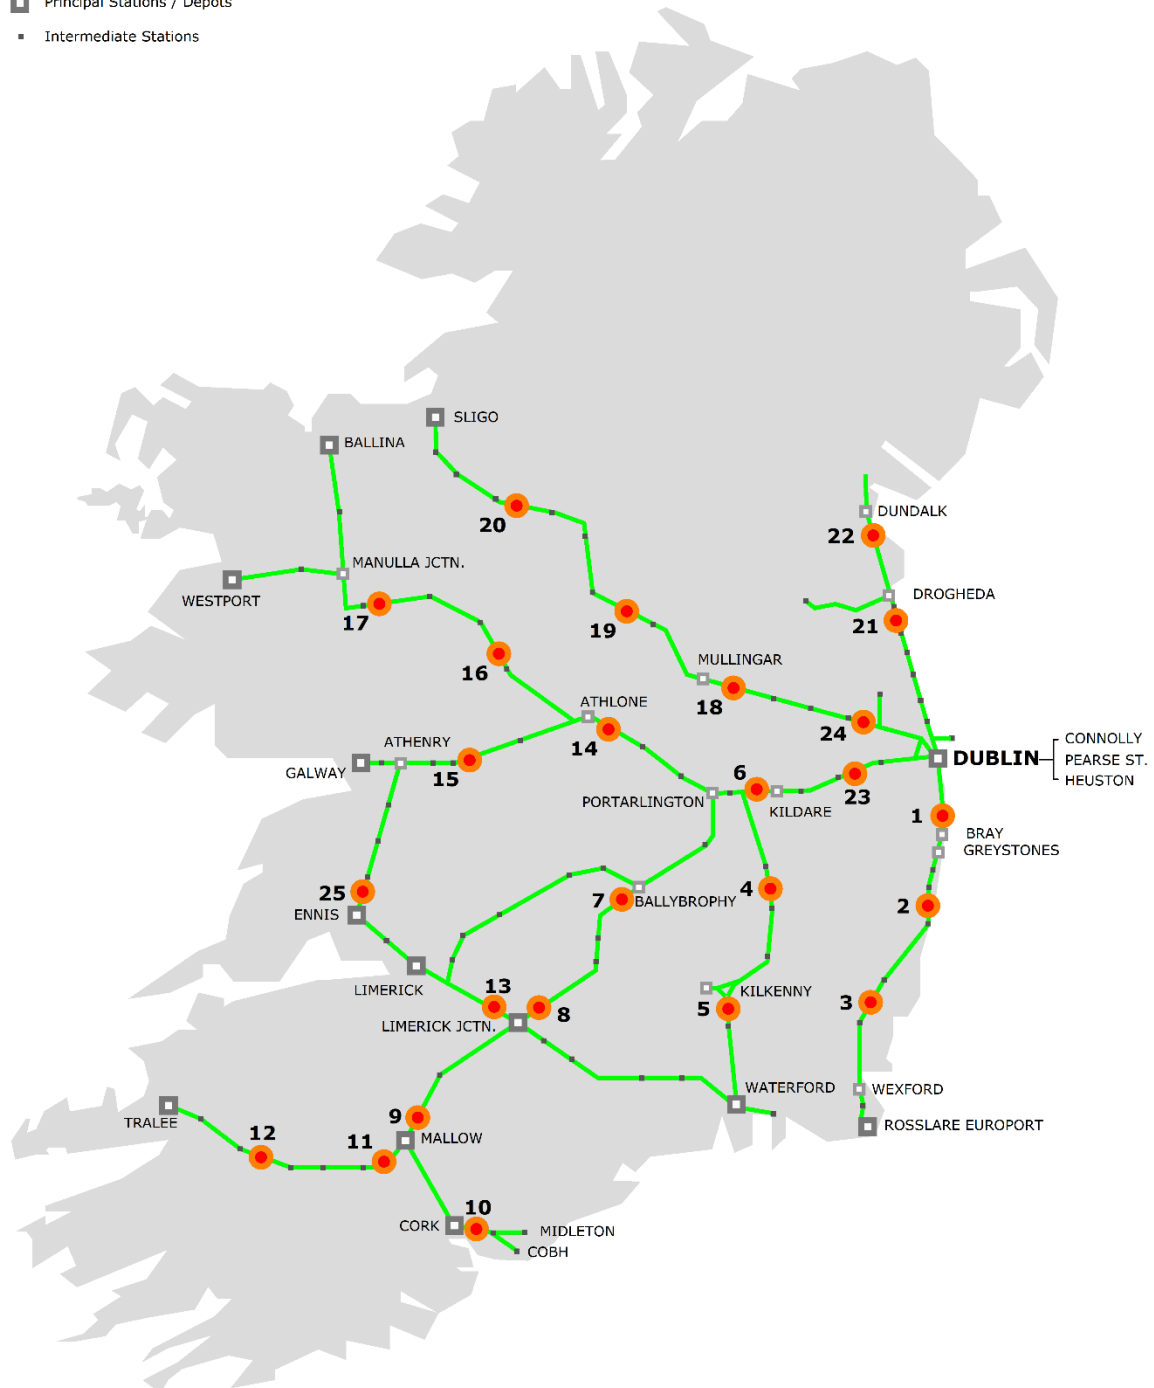 Principal Stations / Depots
Intermediate Stations
SLIGO
BALLINA
20
DUNDALK
22
MANULLA JCTN.
WESTPORT
DROGHEDA
17
19
21
MULLINGAR
16
ATHLONE
18
24
14
ATHENRY
CONNOLLY
GALWAY
15
DUBLIN
PEARSE ST.
6
HEUSTON
PORTARLINGTON
KILDARE
23
1
BRAY
GREYSTONES
25
7
BALLYBROPHY
4
2
ENNIS
LIMERICK
13
KILKENNY
8
5
3
LIMERICK JCTN.
WATERFORD
WEXFORD
TRALEE
9
ROSSLARE EUROPORT
12
11
MALLOW
10
CORK
MIDLETON
COBH